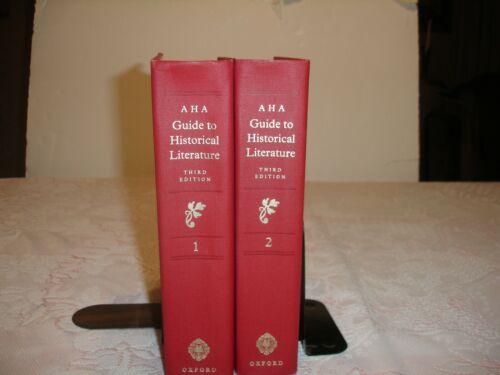 AHA
Guide to
Historical
Literature
THIRD
EDITION
1
OXFORD
AHA
Guide to
Historical
Literature
THIRD
EDITION
2
OXFORD